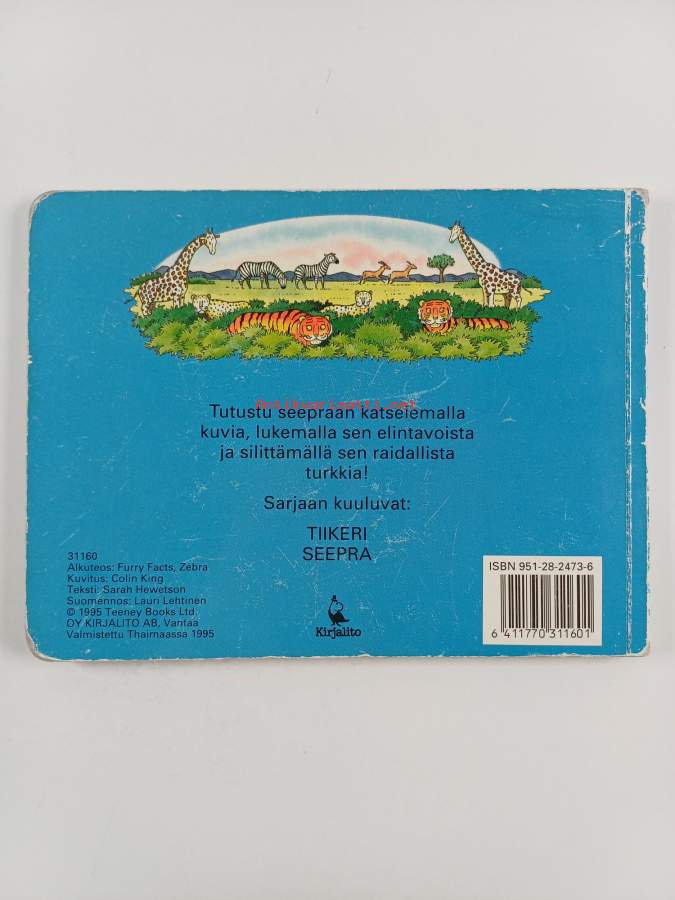 antikvariaatti.net
Tutustu seepraan katselemalla
kuvia, lukemalla sen elintavoista
ja silittämällä sen raidallista
turkkia!
Sarjaan kuuluvat:
TIIKERI
SEEPRA
31160
Alkuteos: Furry Facts, Zebra
Kuvitus: Colin King
Teksti: Sarah Hewetson
Suomennos: Lauri Lehtinen
© 1995 Teeney Books Ltd
OY KIRJALITO AB, Vantaa
Valmistettu Thaimaassa 1995
Kirjalito
ISBN 951-28-2473-6
6 411770 311601